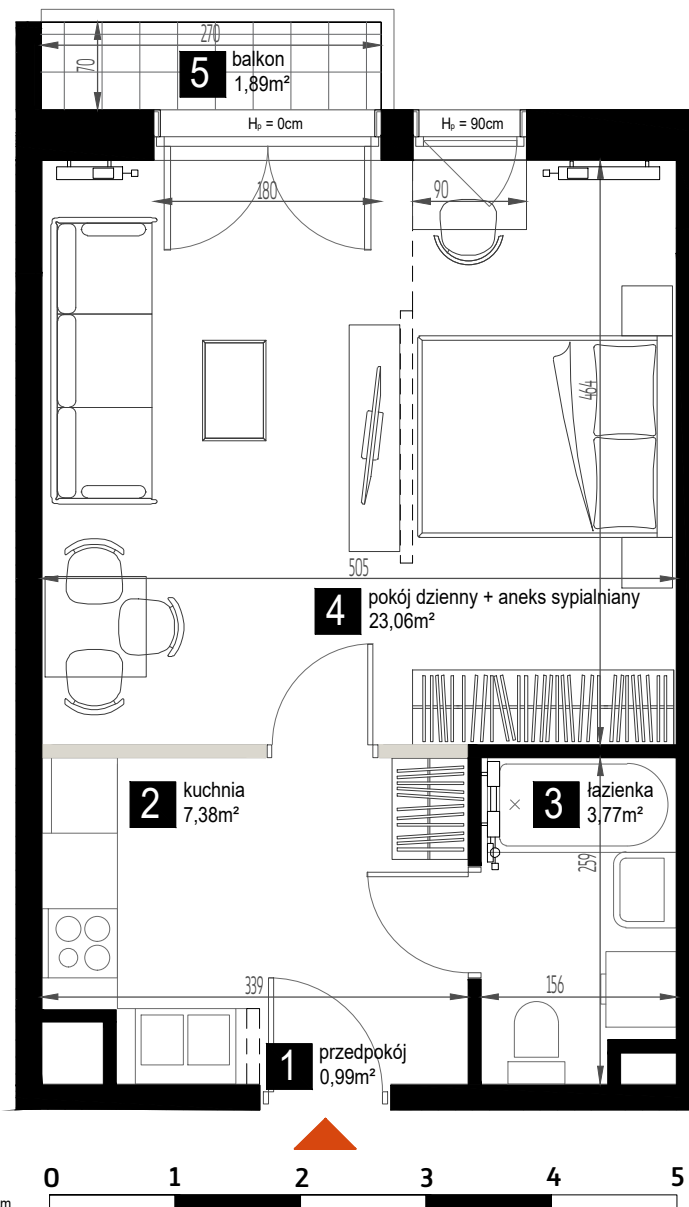 270
70
5 balkon
1,89m²
Hₚ = 0cm
Hₚ = 90cm
180
90
464
505
4 pokój dzienny + aneks sypialniany
23,06m²
2 kuchnia
7,38m²
3 łazienka
3,77m²
259
339
156
1 przedpokój
0,99m²
0 1 2 3 4 5
m